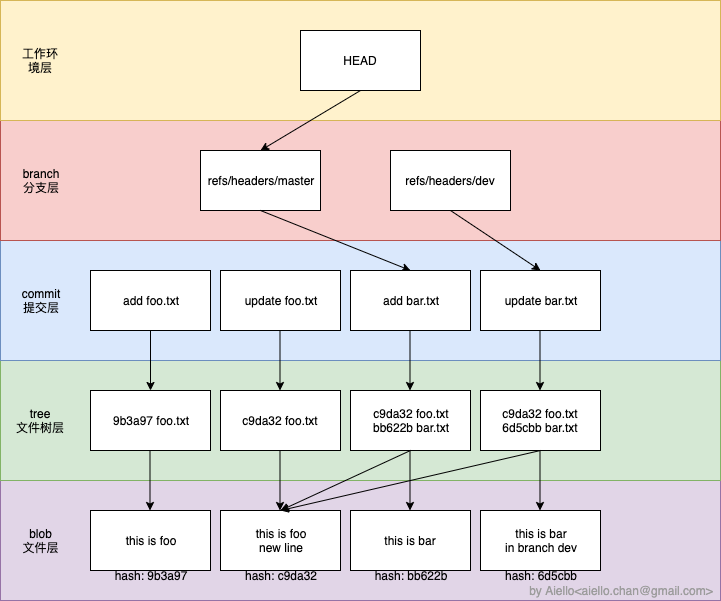 工作环
境层
HEAD
branch
分支层
refs/headers/master
refs/headers/dev
commit
提交层
add foo.txt
update foo.txt
add bar.txt
update bar.txt
tree
文件树层
9b3a97 foo.txt
c9da32 foo.txt
c9da32 foo.txt
bb622b bar.txt
c9da32 foo.txt
6d5cbb bar.txt
blob
文件层
this is foo
this is foo
new line
this is bar
this is bar
in branch dev
hash: 9b3a97
hash: c9da32
hash: bb622b
hash: 6d5cbb
by Aiello<aiello.chan@gmail.com>